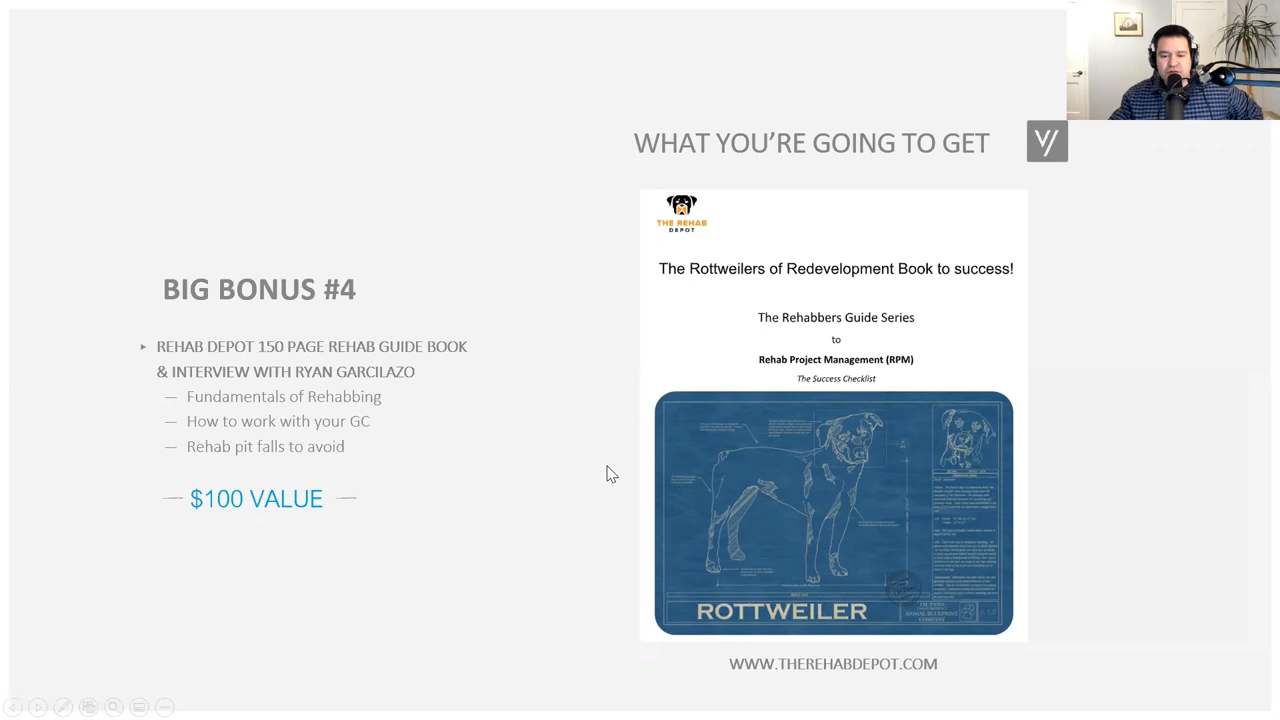 WHAT YOU'RE GOING TO GET
BIG BONUS #4
REHAB DEPOT 150 PAGE REHAB GUIDE BOOK
& INTERVIEW WITH RYAN GARCILAZO
— Fundamentals of Rehabbing
— How to work with your GC
— Rehab pit falls to avoid
$100 VALUE
THE REHAB
DEPOT
The Rottweilers of Redevelopment Book to success!
The Rehabbers Guide Series
to
Rehab Project Management (RPM)
The Success Checklist
ROTTWEILER
ANIMAL BLUEPRINT
COMPANY
WWW.THEREHABDEPOT.COM